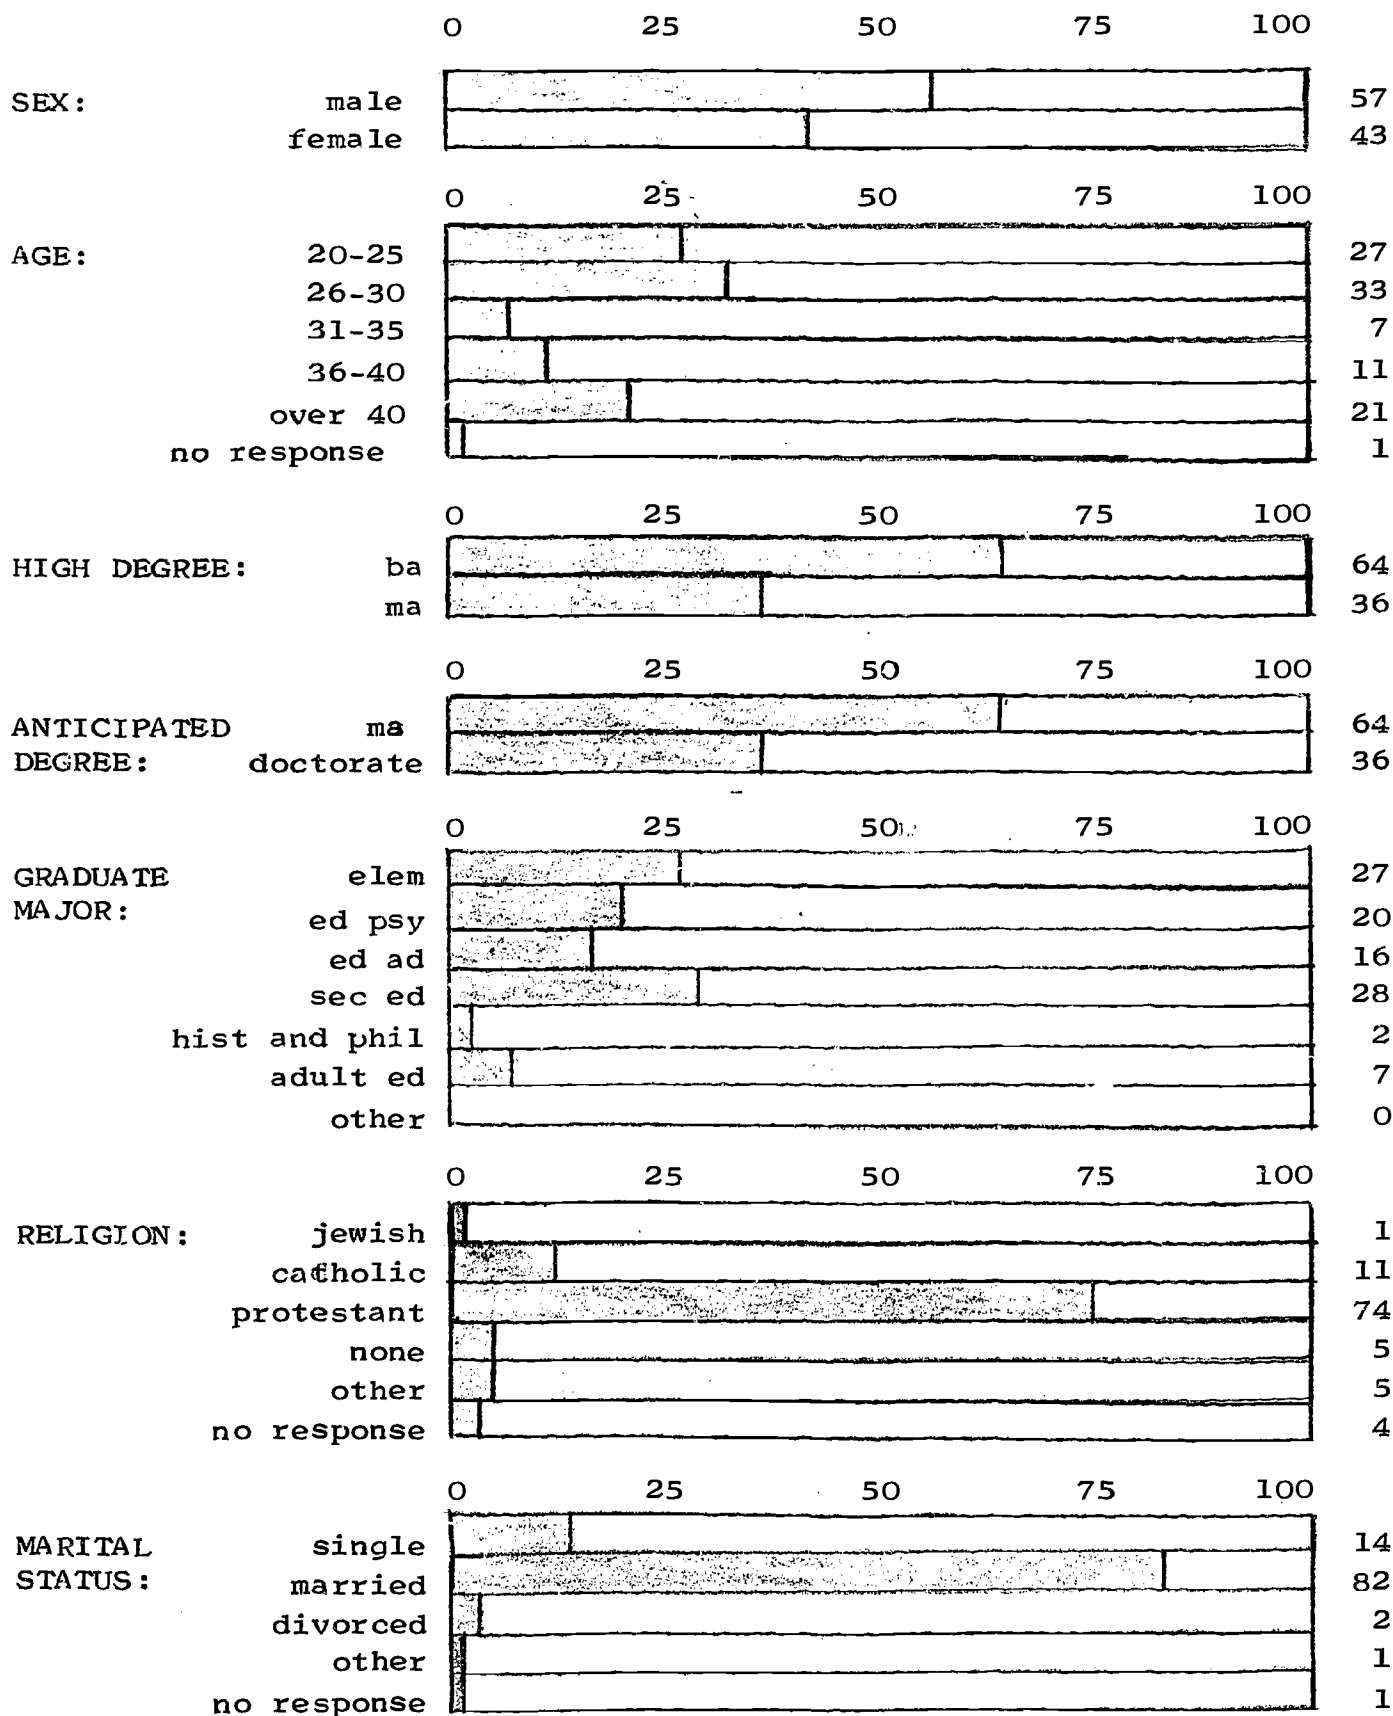 0 25 50 75 100
SEX: male 57
female 43
0 25 50 75 100
AGE: 20-25 27
26-30 33
31-35 7
36-40 11
over 40 21
no response 1
0 25 50 75 100
HIGH DEGREE: ba 64
ma 36
0 25 50 75 100
ANTICIPATED ma 64
DEGREE: doctorate 36
0 25 50 75 100
GRADUATE elem 27
MAJOR: ed psy 20
ed ad 16
sec ed 28
hist and phil 2
adult ed 7
other 0
0 25 50 75 100
RELIGION: jewish 1
catholic 11
protestant 74
none 5
other 5
no response 4
0 25 50 75 100
MARITAL single 14
STATUS: married 82
divorced 2
other 1
no response 1